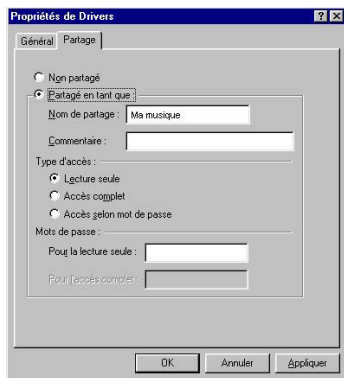 Propriétés de Drivers
Général Partage
Non partagé
Partagé en tant que :
Nom de partage : Ma musique
Commentaire :
Type d'accès :
Lecture seule
Accès complet
Accès selon mot de passe
Mots de passe :
Pour la lecture seule :
Pour l'accès complet :
OK Annuler Appliquer